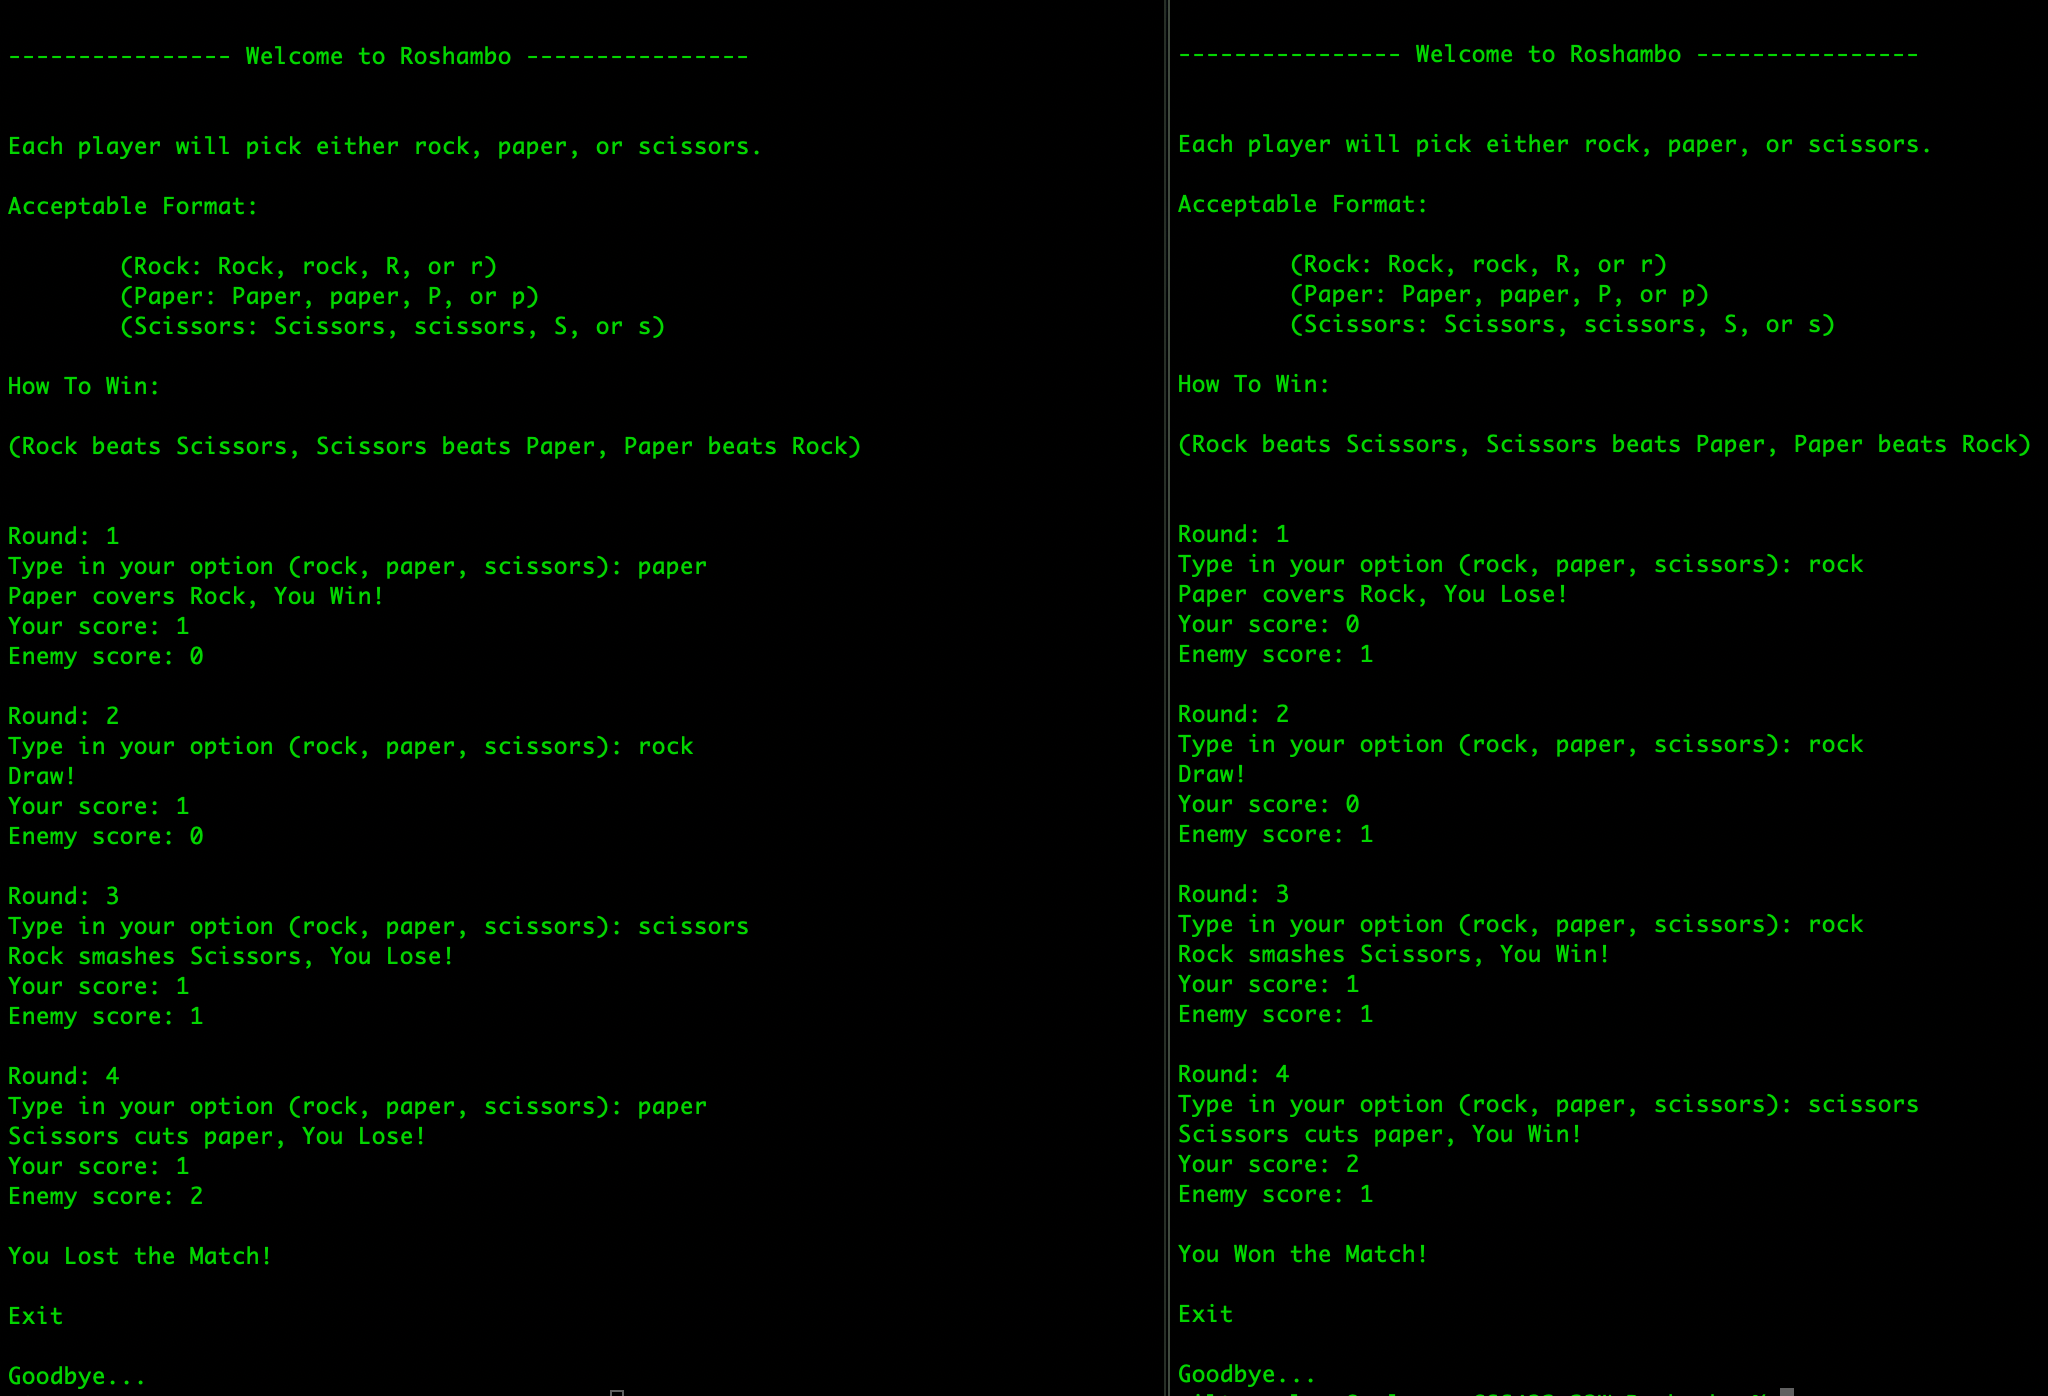 ---------------- Welcome to Roshambo ----------------
Each player will pick either rock, paper, or scissors.
Acceptable Format:
(Rock: Rock, rock, R, or r)
(Paper: Paper, paper, P, or p)
(Scissors: Scissors, scissors, S, or s)
How To Win:
(Rock beats Scissors, Scissors beats Paper, Paper beats Rock)
Round: 1
Type in your option (rock, paper, scissors): paper
Paper covers Rock, You Win!
Your score: 1
Enemy score: 0
Round: 2
Type in your option (rock, paper, scissors): rock
Draw!
Your score: 1
Enemy score: 0
Round: 3
Type in your option (rock, paper, scissors): scissors
Rock smashes Scissors, You Lose!
Your score: 1
Enemy score: 1
Round: 4
Type in your option (rock, paper, scissors): paper
Scissors cuts paper, You Lose!
Your score: 1
Enemy score: 2
You Lost the Match!
Exit
Goodbye...
---------------- Welcome to Roshambo ----------------
Each player will pick either rock, paper, or scissors.
Acceptable Format:
(Rock: Rock, rock, R, or r)
(Paper: Paper, paper, P, or p)
(Scissors: Scissors, scissors, S, or s)
How To Win:
(Rock beats Scissors, Scissors beats Paper, Paper beats Rock)
Round: 1
Type in your option (rock, paper, scissors): rock
Paper covers Rock, You Lose!
Your score: 0
Enemy score: 1
Round: 2
Type in your option (rock, paper, scissors): rock
Draw!
Your score: 0
Enemy score: 1
Round: 3
Type in your option (rock, paper, scissors): rock
Rock smashes Scissors, You Win!
Your score: 1
Enemy score: 1
Round: 4
Type in your option (rock, paper, scissors): scissors
Scissors cuts paper, You Win!
Your score: 2
Enemy score: 1
You Won the Match!
Exit
Goodbye...